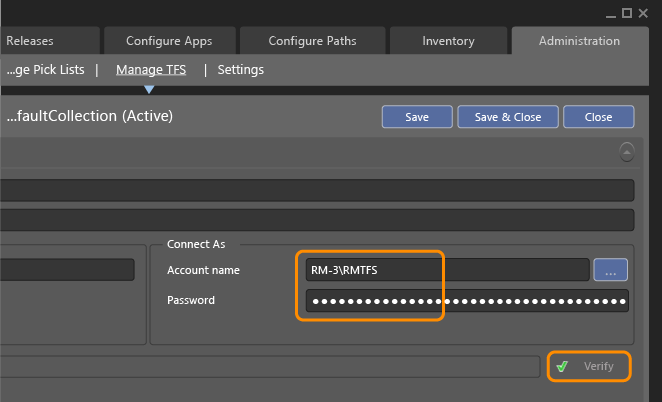 Releases Configure Apps Configure Paths Inventory Administration
...ge Pick Lists | Manage TFS | Settings
...faultCollection (Active) Save Save & Close Close
Connect As
Account name RM-3\RMTFS ...
Password ●●●●●●●●●●●●●●●●●●●●●●●●●●●●●●●●●●●
Verify